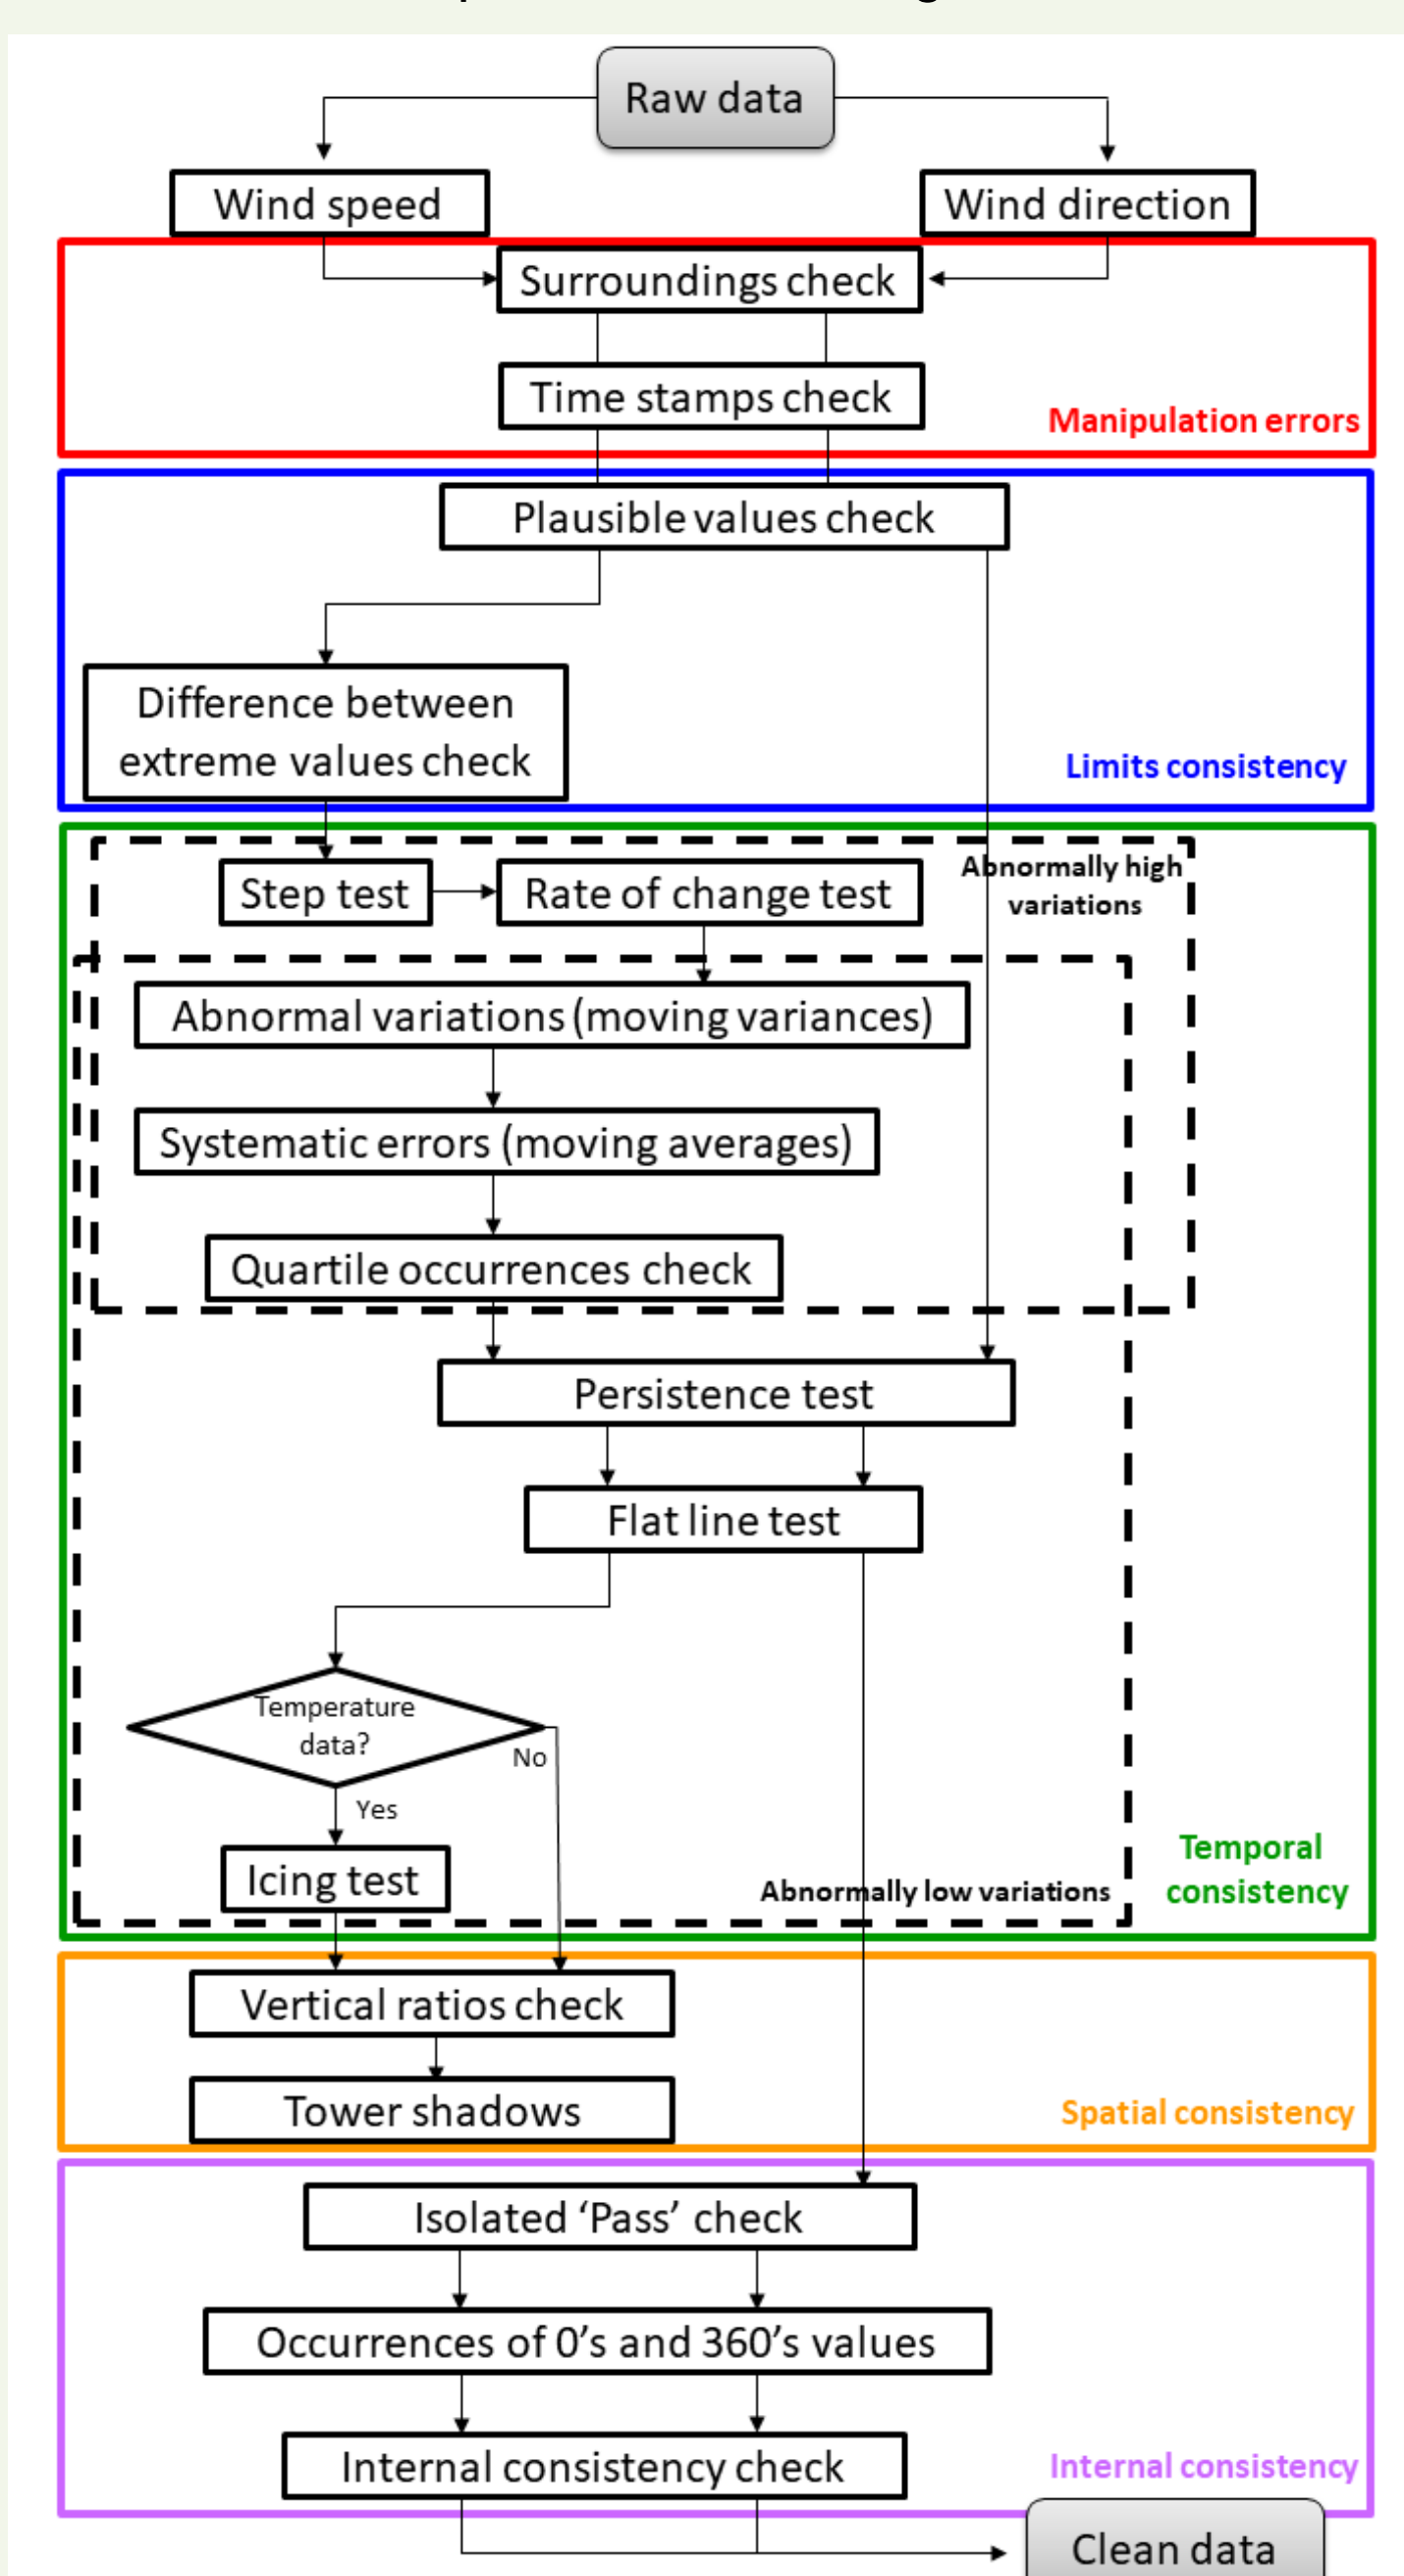 Raw data
Wind speed
Wind direction
Surroundings check
Time stamps check
Manipulation errors
Plausible values check
Difference between
extreme values check
Limits consistency
Abnormally high
variations
Step test
Rate of change test
Abnormal variations (moving variances)
Systematic errors (moving averages)
Quartile occurrences check
Persistence test
Flat line test
Temperature
data?
No
Yes
Icing test
Abnormally low variations
Temporal
consistency
Vertical ratios check
Tower shadows
Spatial consistency
Isolated ‘Pass’ check
Occurrences of 0’s and 360’s values
Internal consistency check
Internal consistency
Clean data